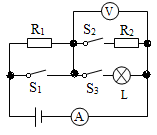 V
R₁ S₂ R₂
S₁ S₃ L
A